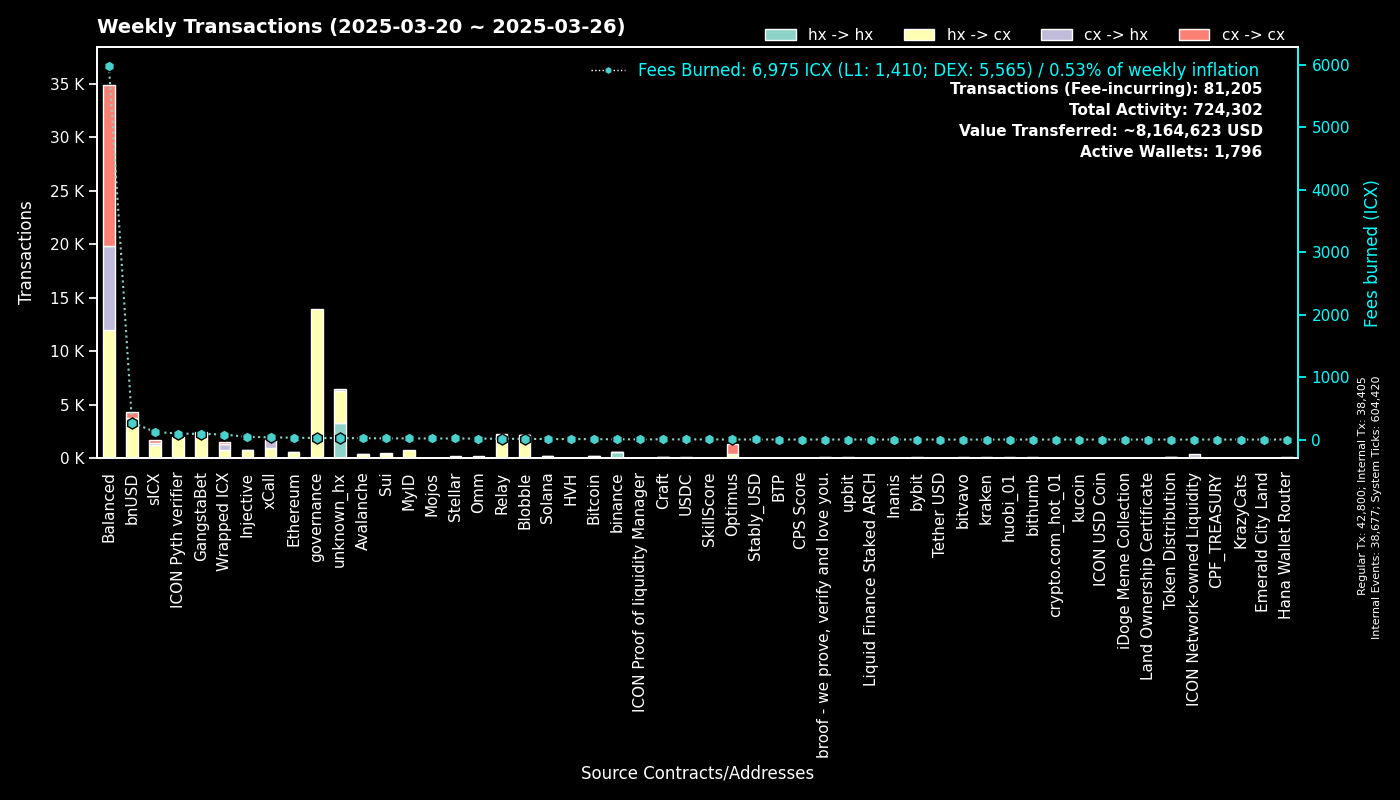 Weekly Transactions (2025-03-20 ~ 2025-03-26)
hx -> hx
hx -> cx
cx -> hx
cx -> cx
Fees Burned: 6,975 ICX (L1: 1,410; DEX: 5,565) / 0.53% of weekly inflation
Transactions (Fee-incurring): 81,205
Total Activity: 724,302
Value Transferred: ~8,164,623 USD
Active Wallets: 1,796
Transactions
35 K
30 K
25 K
20 K
15 K
10 K
5 K
0 K
6000
5000
4000
3000
2000
1000
0
Fees burned (ICX)
Regular Tx: 42,800; Internal Tx: 38,405
Internal Events: 38,677; System Ticks: 604,420
Balanced
bnUSD
sICX
ICON Pyth verifier
GangstaBet
Wrapped ICX
Injective
xCall
Ethereum
governance
unknown_hx
Avalanche
Sui
MyID
Mojos
Stellar
Omm
Relay
Blobble
Solana
HVH
Bitcoin
binance
ICON Proof of liquidity Manager
Craft
USDC
SkillScore
Optimus
Stably_USD
BTP
CPS Score
broof - we prove, verify and love you.
upbit
Liquid Finance Staked ARCH
Inanis
bybit
Tether USD
bitvavo
kraken
huobi_01
bithumb
crypto.com_hot_01
kucoin
ICON USD Coin
iDoge Meme Collection
Land Ownership Certificate
Token Distribution
ICON Network-owned Liquidity
CPF_TREASURY
KrazyCats
Emerald City Land
Hana Wallet Router
Source Contracts/Addresses